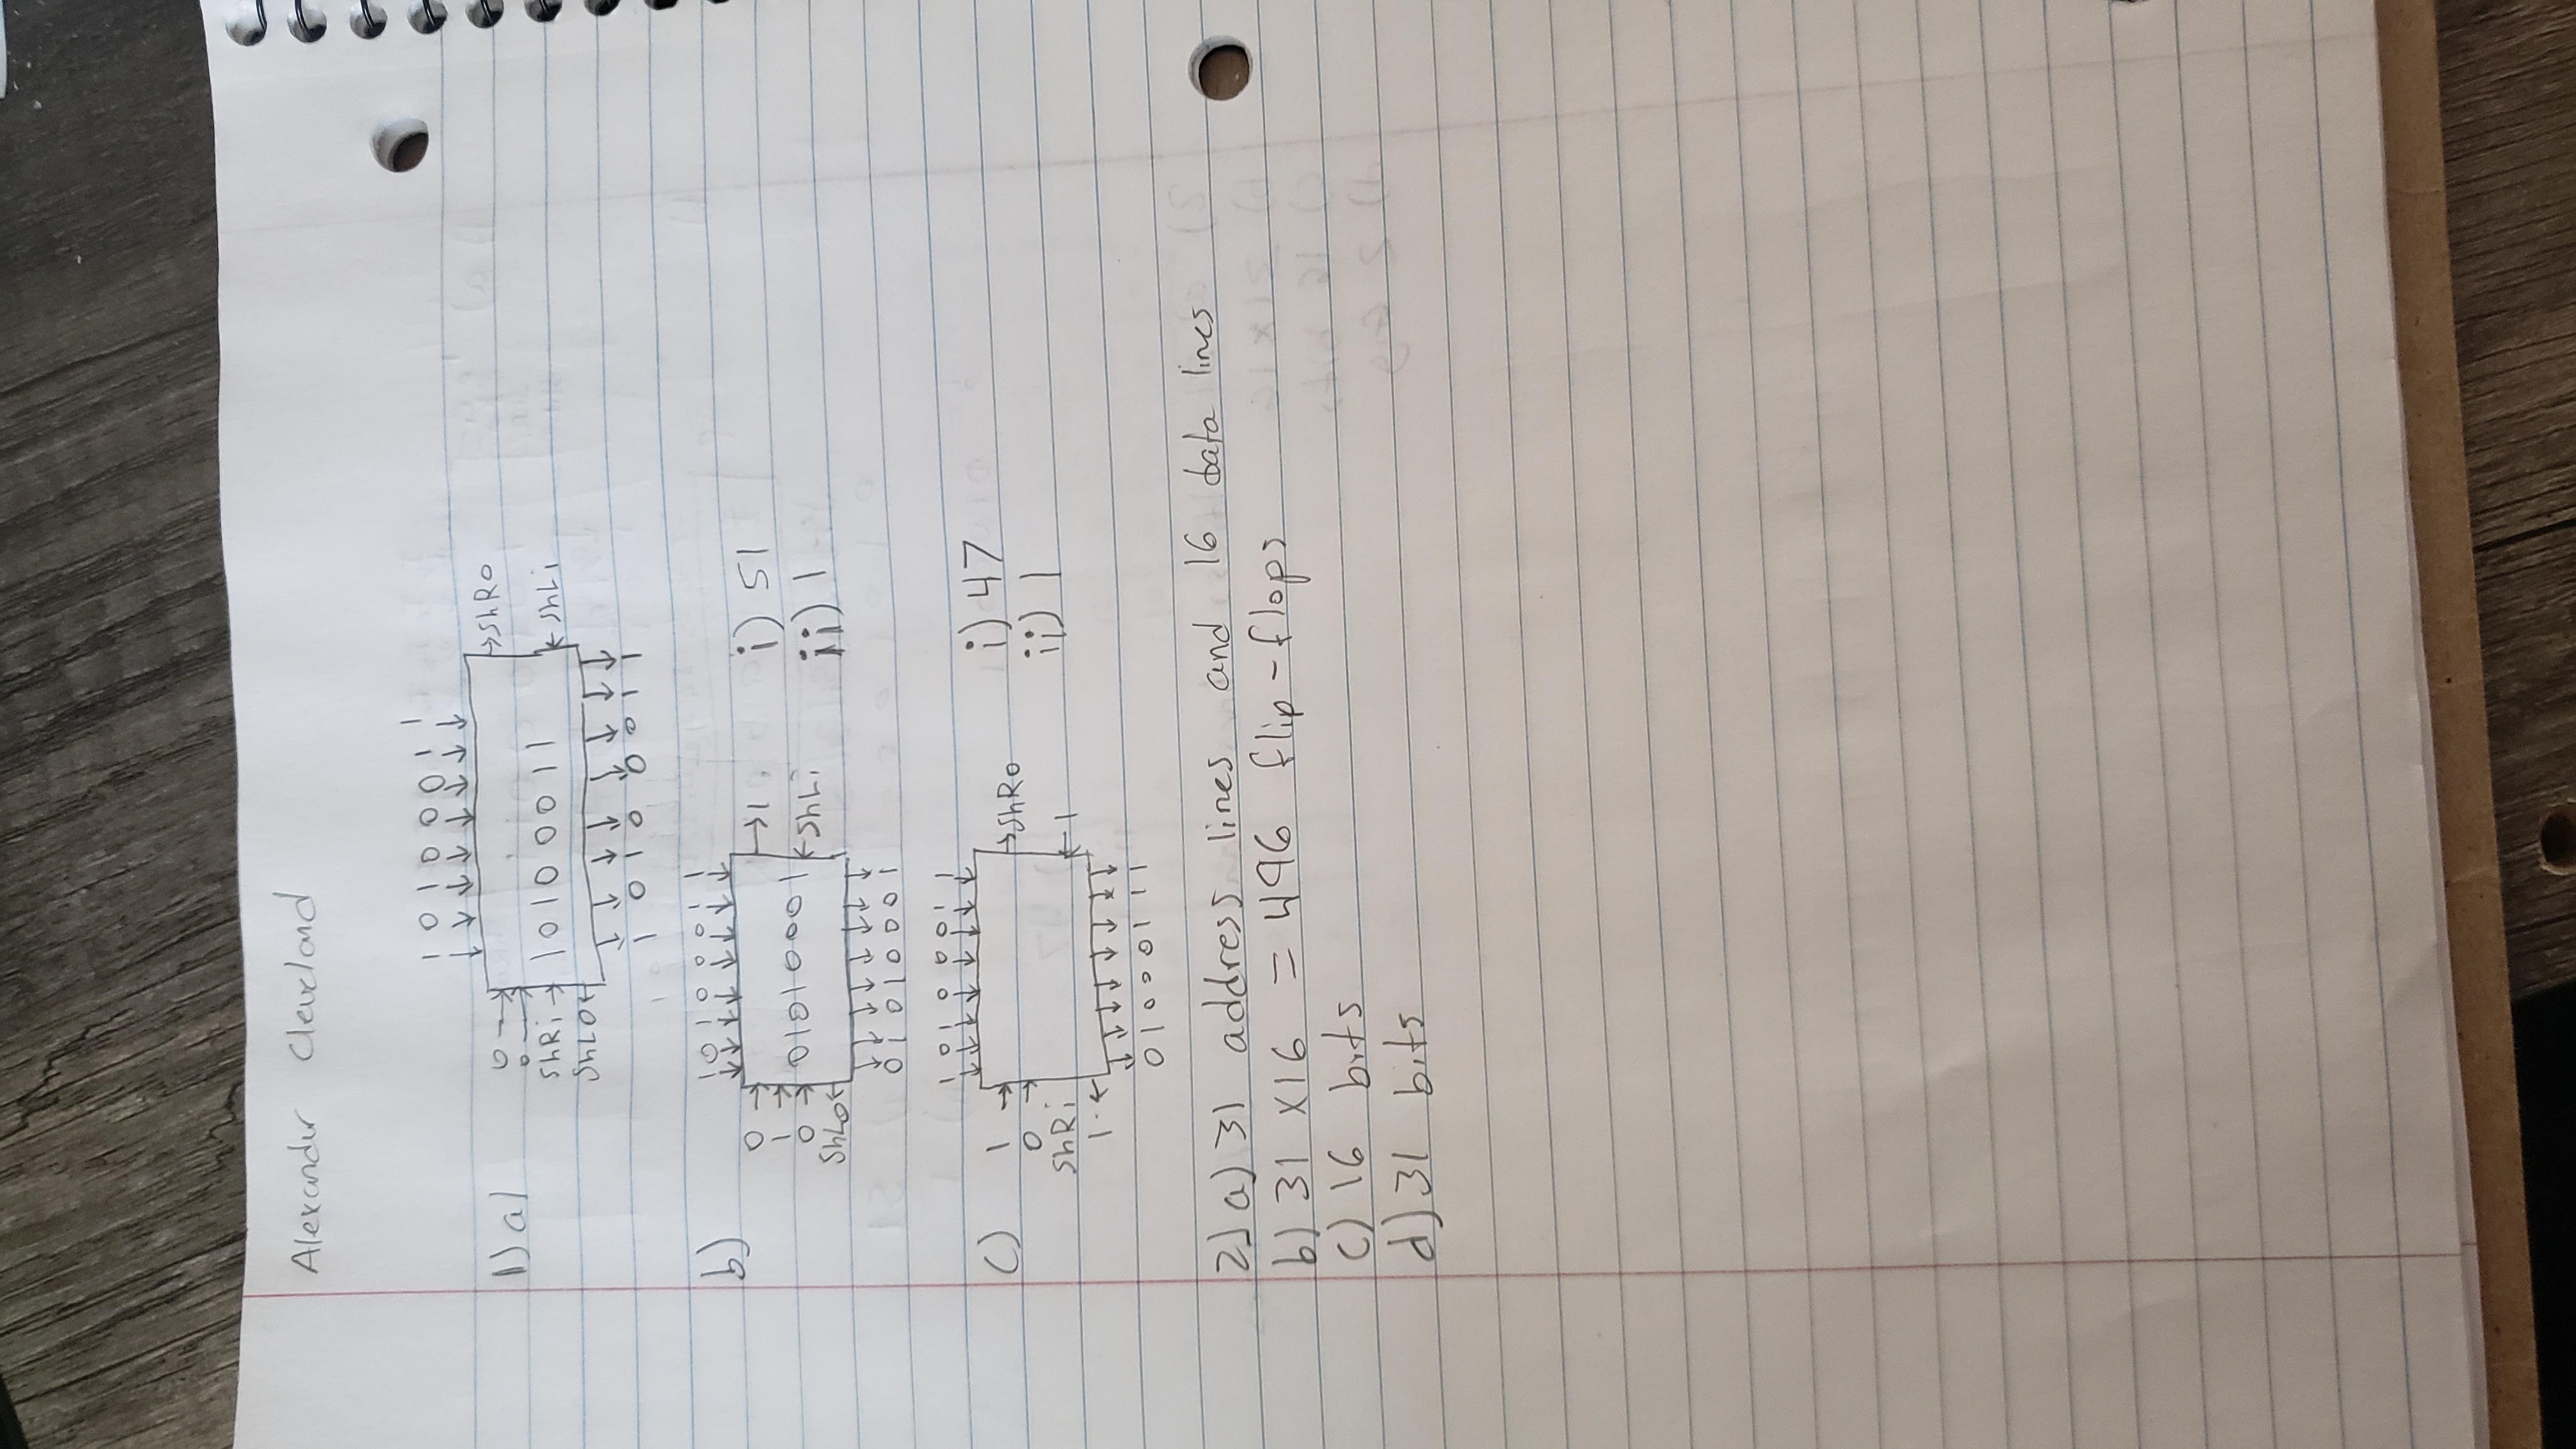 Alexander Cleveland
1 0 1 0 0 0 1 1
1) a)
0
ShRo
0
ShRi 10100011 ShLi
ShLo
1 0 1 0 0 0 1 1
1 0 1 0 0 0 1 1
b)
0 1 i) 51
1
0 01010001 ShLi ii) 1
ShLo
0 1 0 1 0 0 0 1
1 0 1 0 0 0 1 1
c) 1 ShRo i) 47
0
ShRi 1 ii) 1
1
0 1 0 0 0 1 1 1
2) a) 31 address lines and 16 data lines
b) 31 x16 = 496 flip-flops
c) 16 bits
d) 31 bits